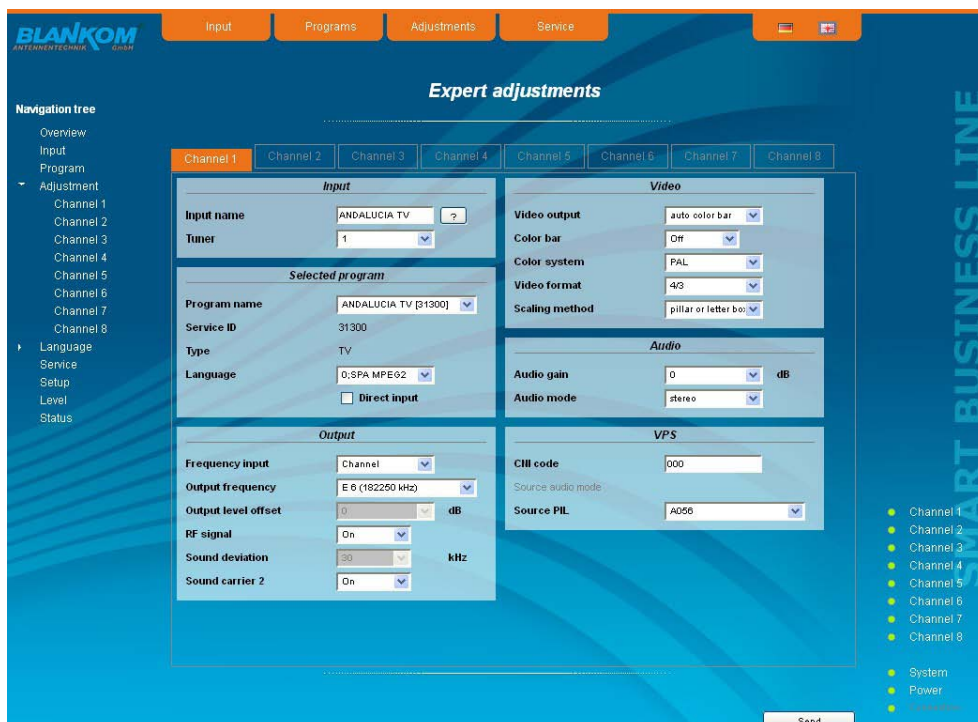 BLANKOM
ANTENNENTECHNIK GmbH
Input
Programs
Adjustments
Service
Expert adjustments
Navigation tree
Overview
Input
Program
Adjustment
Channel 1
Channel 2
Channel 3
Channel 4
Channel 5
Channel 6
Channel 7
Channel 8
Language
Service
Setup
Level
Status
Channel 1
Channel 2
Channel 3
Channel 4
Channel 5
Channel 6
Channel 7
Channel 8
Input
Input name ANDALUCIA TV ?
Tuner 1
Selected program
Program name ANDALUCIA TV [31300]
Service ID 31300
Type TV
Language 0;SPA MPEG2
Direct input
Output
Frequency input Channel
Output frequency E 6 (182250 kHz)
Output level offset 0 dB
RF signal On
Sound deviation 30 kHz
Sound carrier 2 On
Video
Video output auto color bar
Color bar Off
Color system PAL
Video format 4/3
Scaling method pillar or letter box
Audio
Audio gain 0 dB
Audio mode stereo
VPS
CNI code 000
Source audio mode
Source PIL A056
SMART BUSINESS LINE
Channel 1
Channel 2
Channel 3
Channel 4
Channel 5
Channel 6
Channel 7
Channel 8
System
Power
Send